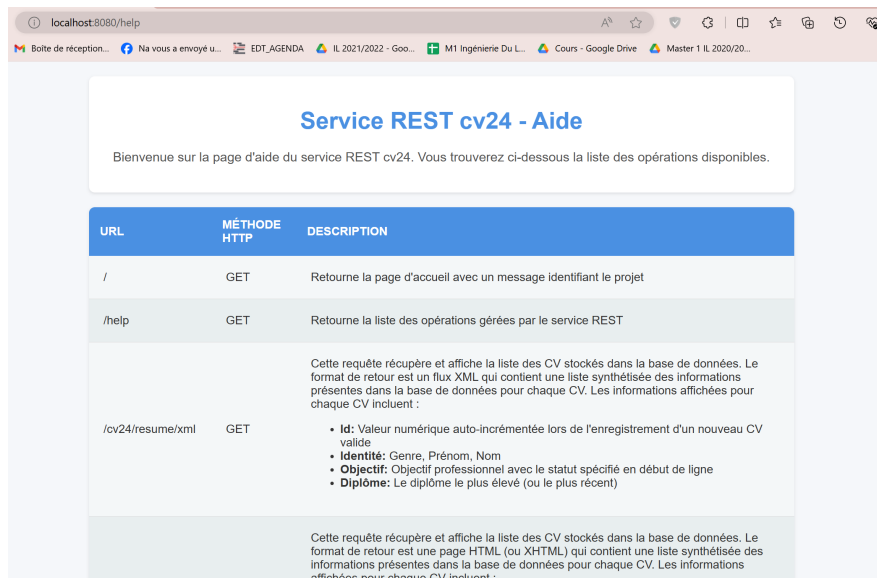 localhost:8080/help
Boîte de réception... Na vous a envoyé u... EDT_AGENDA IL 2021/2022 - Goo... M1 Ingénierie Du L... Cours - Google Drive Master 1 IL 2020/20...
Service REST cv24 - Aide
Bienvenue sur la page d'aide du service REST cv24. Vous trouverez ci-dessous la liste des opérations disponibles.
URL MÉTHODE HTTP DESCRIPTION
/ GET Retourne la page d'accueil avec un message identifiant le projet
/help GET Retourne la liste des opérations gérées par le service REST
/cv24/resume/xml GET
Cette requête récupère et affiche la liste des CV stockés dans la base de données. Le
format de retour est un flux XML qui contient une liste synthétisée des informations
présentes dans la base de données pour chaque CV. Les informations affichées pour
chaque CV incluent :
• Id: Valeur numérique auto-incrémentée lors de l'enregistrement d'un nouveau CV
valide
• Identité: Genre, Prénom, Nom
• Objectif: Objectif professionnel avec le statut spécifié en début de ligne
• Diplôme: Le diplôme le plus élevé (ou le plus récent)
Cette requête récupère et affiche la liste des CV stockés dans la base de données. Le
format de retour est une page HTML (ou XHTML) qui contient une liste synthétisée des
informations présentes dans la base de données pour chaque CV. Les informations
affichées pour chaque CV incluent :